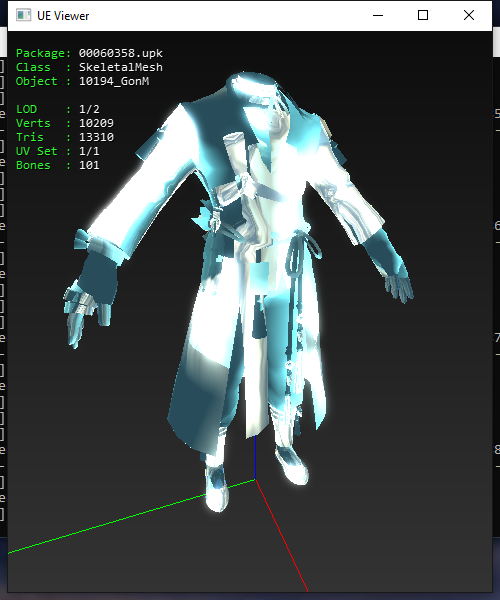 UE Viewer
Package: 00060358.upk
Class  : SkeletalMesh
Object : 10194_GonM
LOD    : 1/2
Verts  : 10209
Tris   : 13310
UV Set : 1/1
Bones  : 101